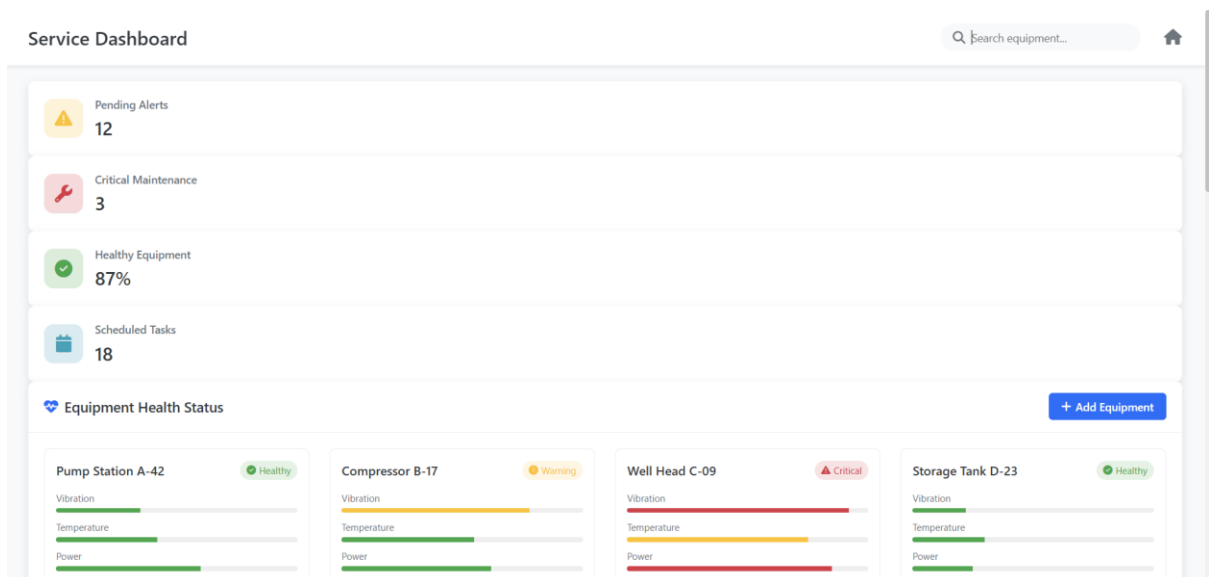 Service Dashboard
Search equipment...
Pending Alerts
12
Critical Maintenance
3
Healthy Equipment
87%
Scheduled Tasks
18
Equipment Health Status
+ Add Equipment
Pump Station A-42
Healthy
Vibration
Temperature
Power
Compressor B-17
Warning
Vibration
Temperature
Power
Well Head C-09
Critical
Vibration
Temperature
Power
Storage Tank D-23
Healthy
Vibration
Temperature
Power